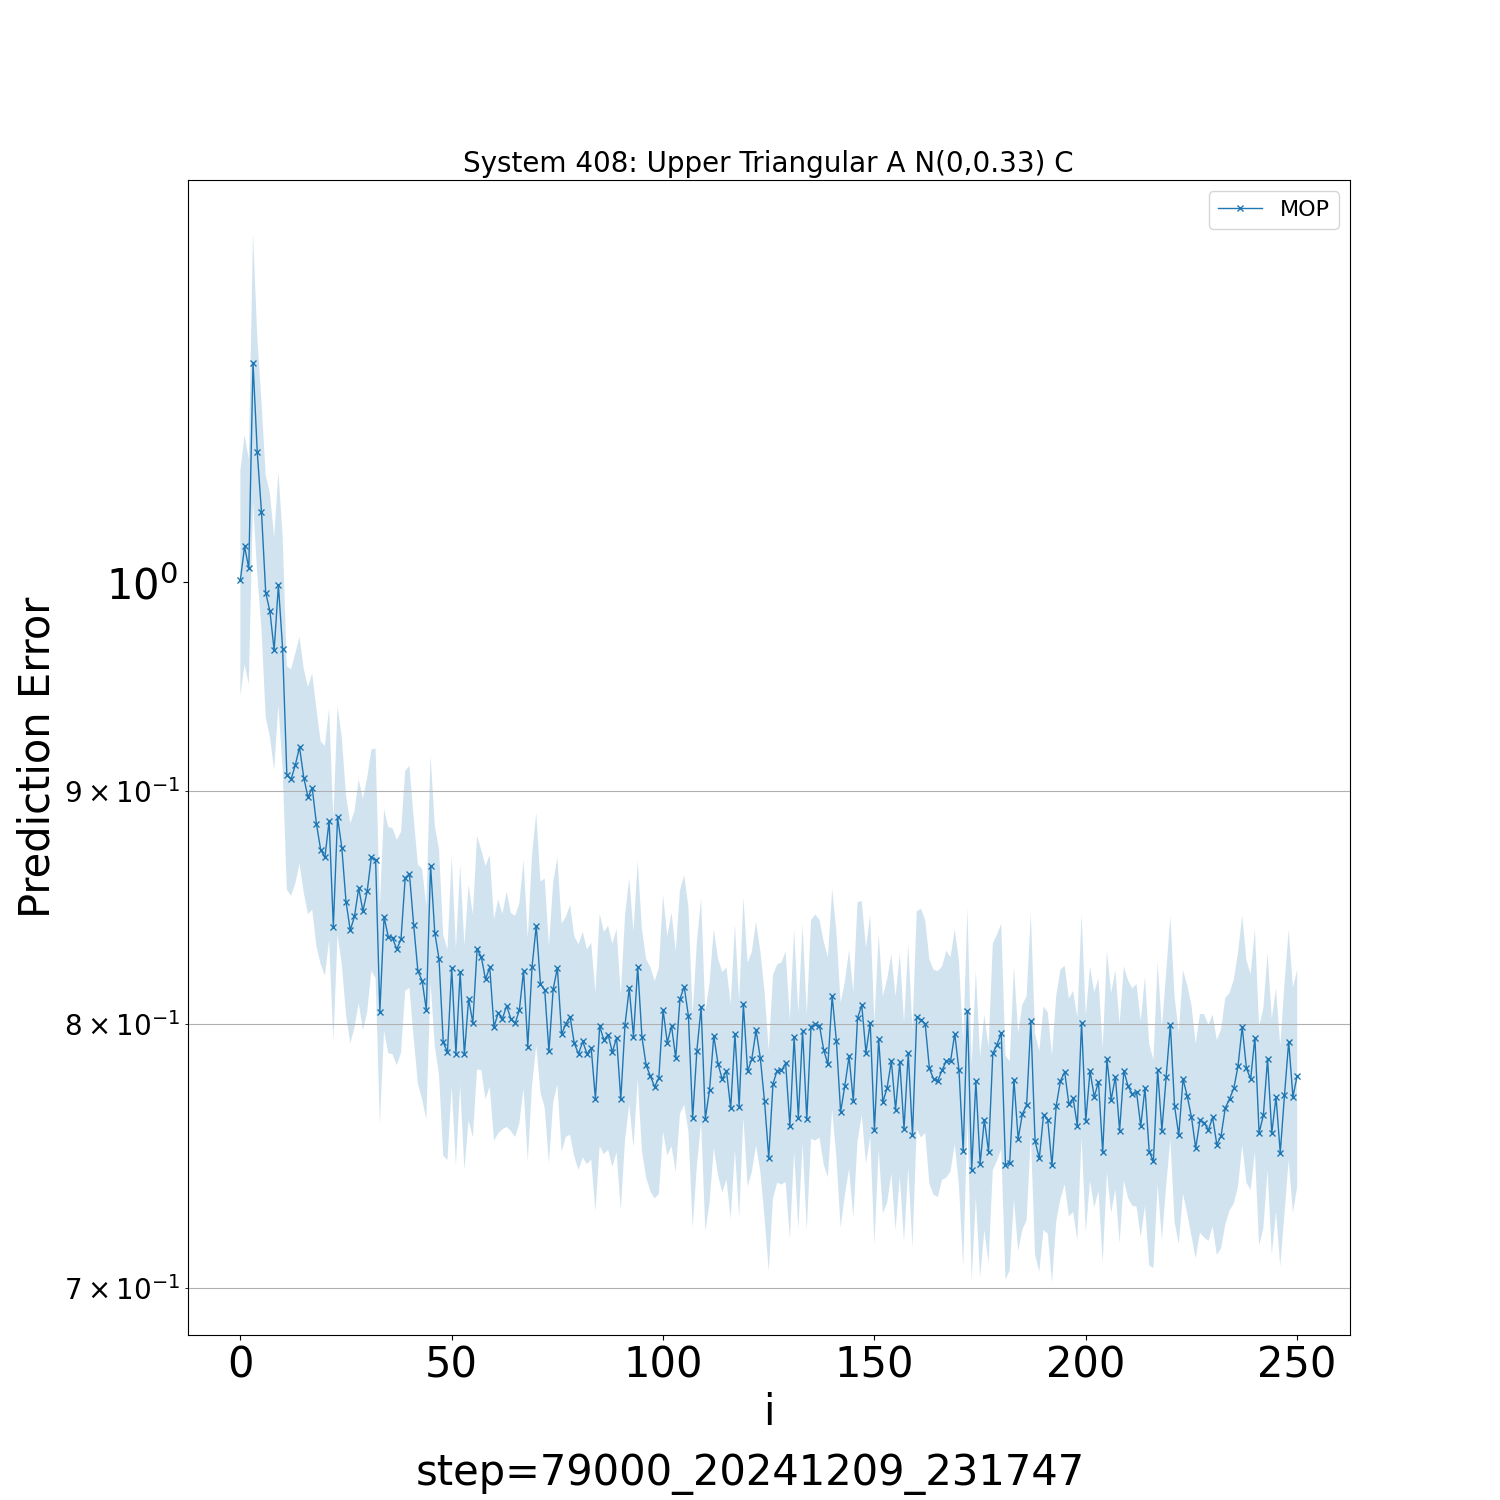 System 408: Upper Triangular A N(0,0.33) C
MOP
Prediction Error
10⁰
9 × 10⁻¹
8 × 10⁻¹
7 × 10⁻¹
0 50 100 150 200 250
i
step=79000_20241209_231747